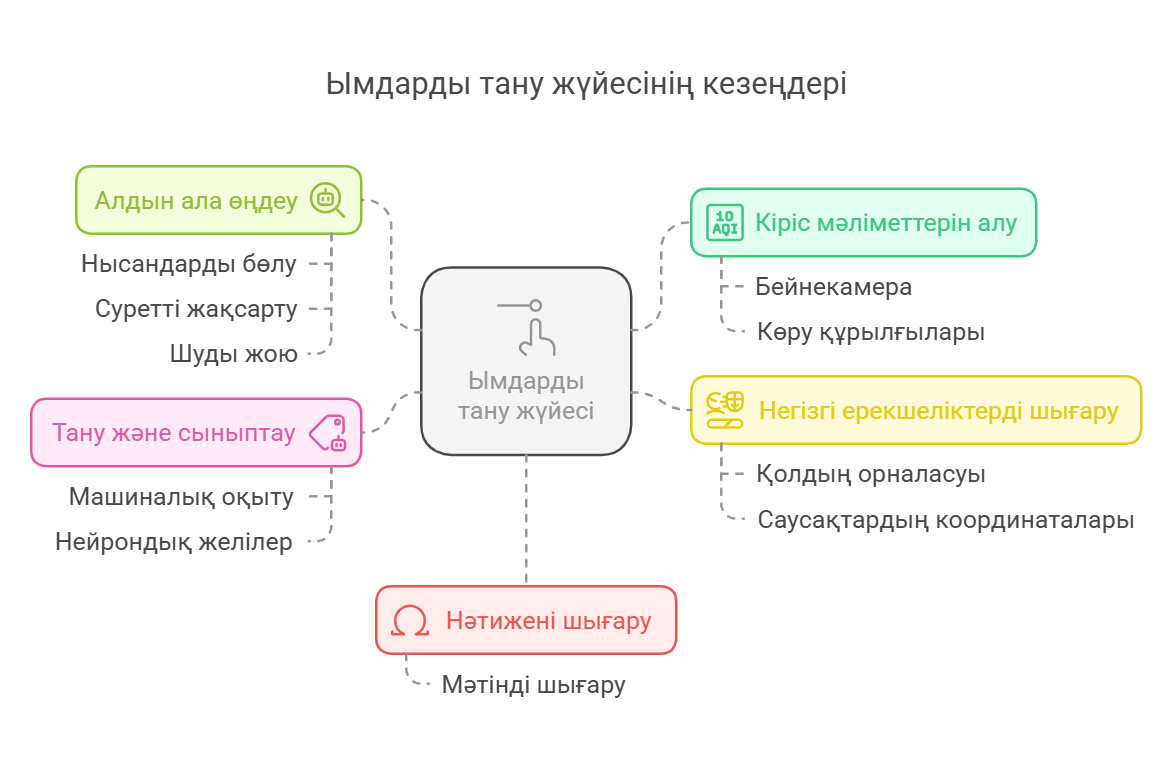 Ымдарды тану жүйесінің кезеңдері
Алдын ала өңдеу
Нысандарды бөлу
Суретті жақсарту
Шуды жою
Тану және сыныптау
Машиналық оқыту
Нейрондық желілер
Ымдарды
тану жүйесі
10
AQI
Кіріс мәліметтерін алу
Бейнекамера
Көру құрылғылары
Негізгі ерекшеліктерді шығару
Қолдың орналасуы
Саусақтардың координаталары
Нәтижені шығару
Мәтінді шығару